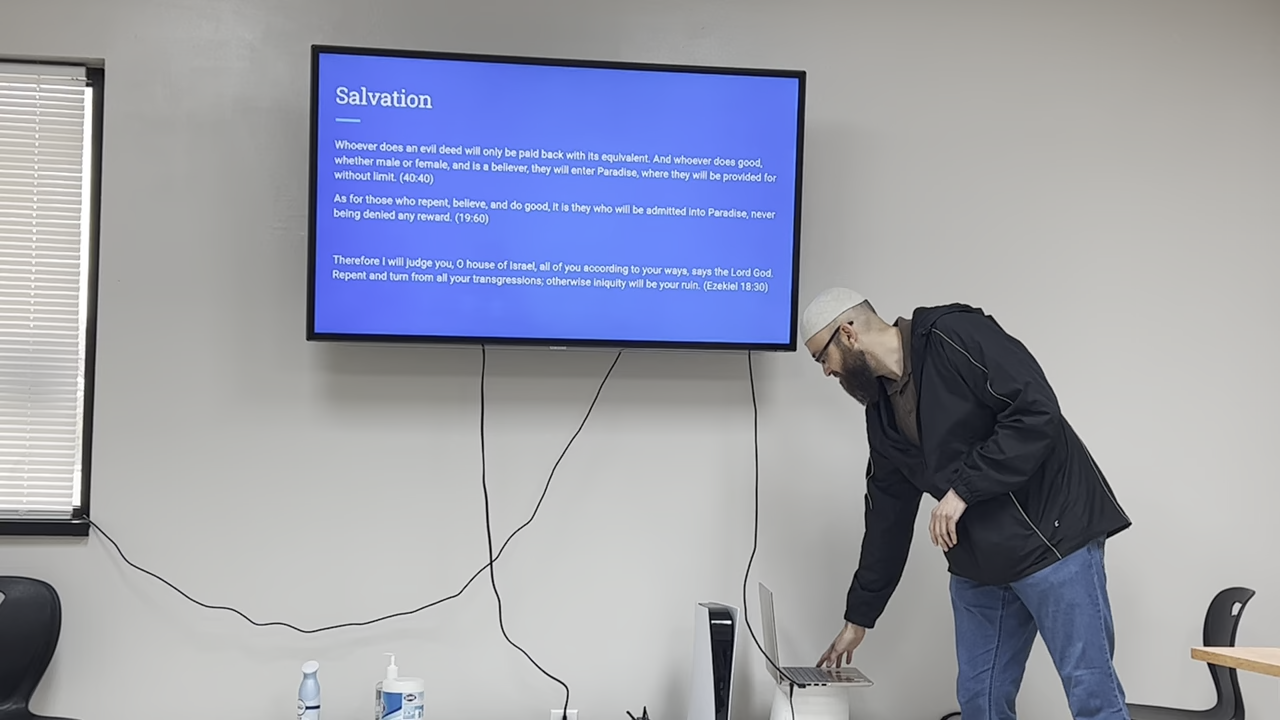 Salvation
Whoever does an evil deed will only be paid back with its equivalent. And whoever does good,
whether male or female, and is a believer, they will enter Paradise, where they will be provided for
without limit. (40:40)
As for those who repent, believe, and do good, it is they who will be admitted into Paradise, never
being denied any reward. (19:60)
Therefore I will judge you, O house of Israel, all of you according to your ways, says the Lord God.
Repent and turn from all your transgressions; otherwise iniquity will be your ruin. (Ezekiel 18:30)